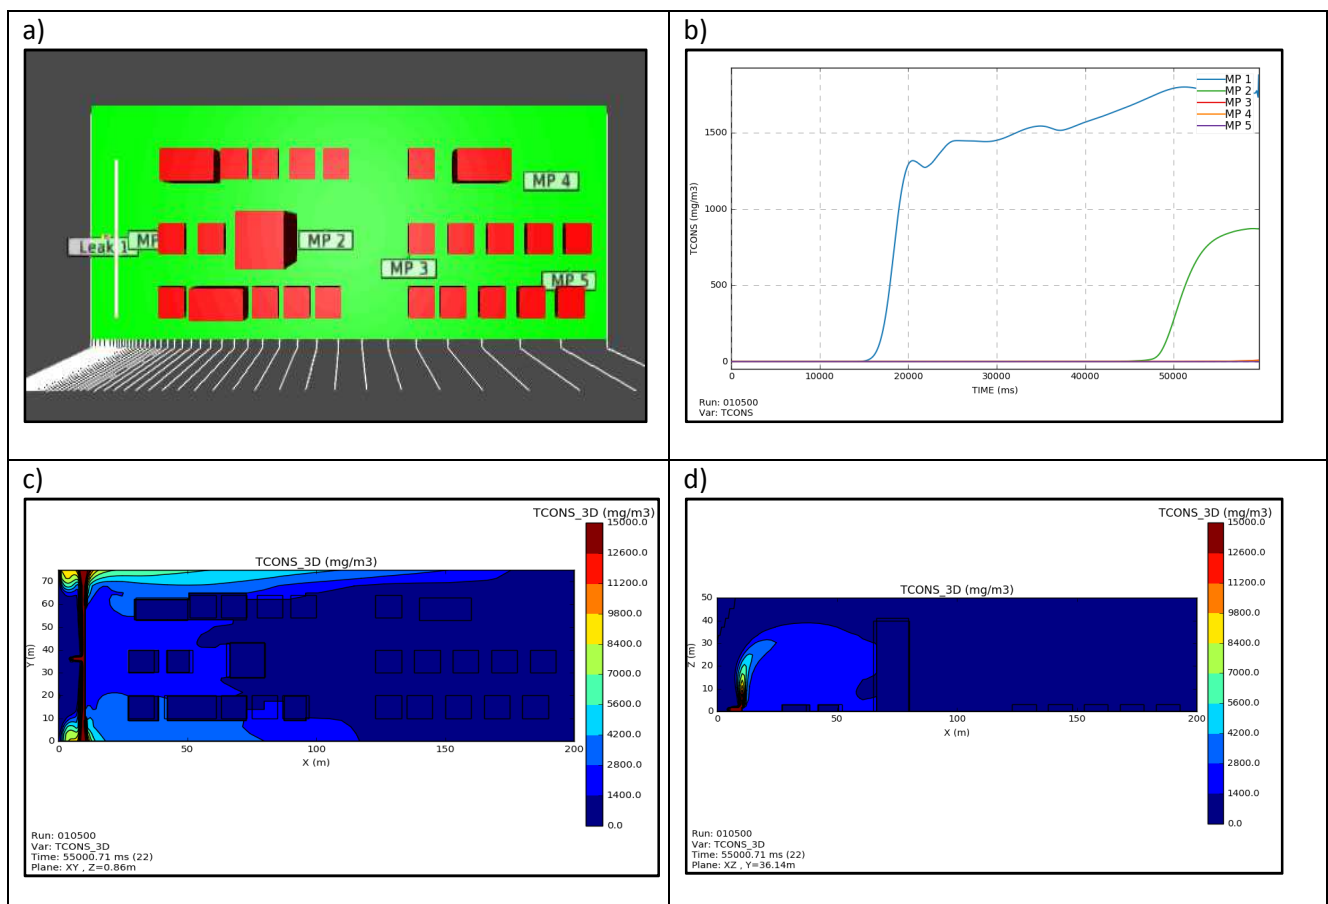 a)
Leak 1
MP
MP 2
MP 3
MP 4
MP 5
b)
TCONS (mg/m3)
1500
1000
500
0
0 10000 20000 30000 40000 50000
TIME (ms)
MP 1
MP 2
MP 3
MP 4
MP 5
Run: 010500
Var: TCONS
c)
TCONS_3D (mg/m3)
15000.0
12600.0
11200.0
9800.0
8400.0
7000.0
5600.0
4200.0
2800.0
1400.0
0.0
TCONS_3D (mg/m3)
Y (m)
70
60
50
40
30
20
10
0
0 50 100 150 200
X (m)
Run: 010500
Var: TCONS_3D
Time: 55000.71 ms (22)
Plane: XY , Z=0.86m
d)
TCONS_3D (mg/m3)
15000.0
12600.0
11200.0
9800.0
8400.0
7000.0
5600.0
4200.0
2800.0
1400.0
0.0
TCONS_3D (mg/m3)
Z (m)
50
40
30
20
10
0
0 50 100 150 200
X (m)
Run: 010500
Var: TCONS_3D
Time: 55000.71 ms (22)
Plane: XZ , Y=36.14m